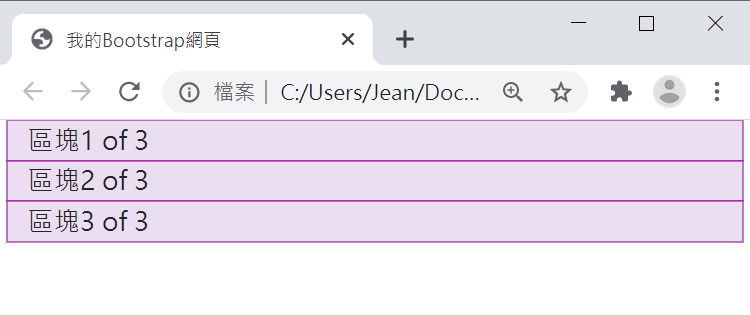 我的Bootstrap網頁
檔案 | C:/Users/Jean/Doc...
區塊1 of 3
區塊2 of 3
區塊3 of 3